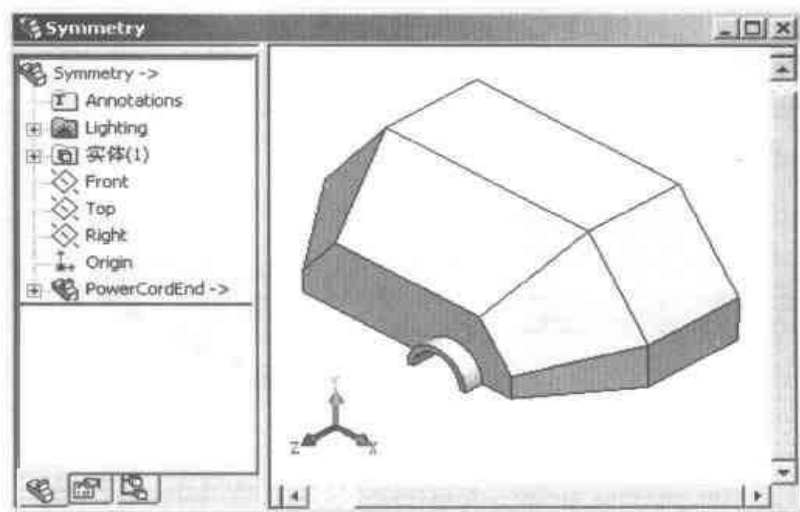 Symmetry
Symmetry ->
Annotations
Lighting
实体(1)
Front
Top
Right
Origin
PowerCordEnd ->
Z
X